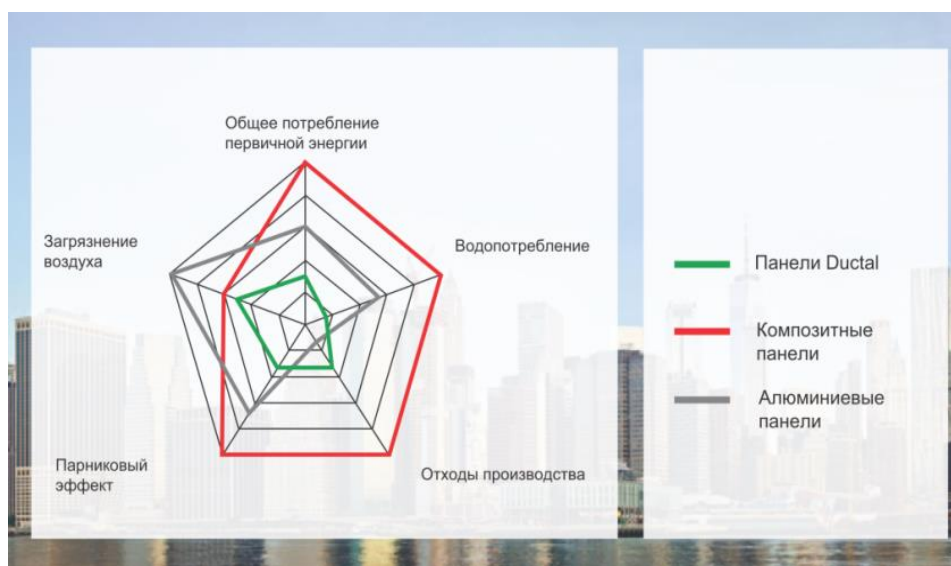 Общее потребление
первичной энергии
Загрязнение
воздуха
Водопотребление
Парниковый
эффект
Отходы производства
Панели Ductal
Композитные
панели
Алюминиевые
панели